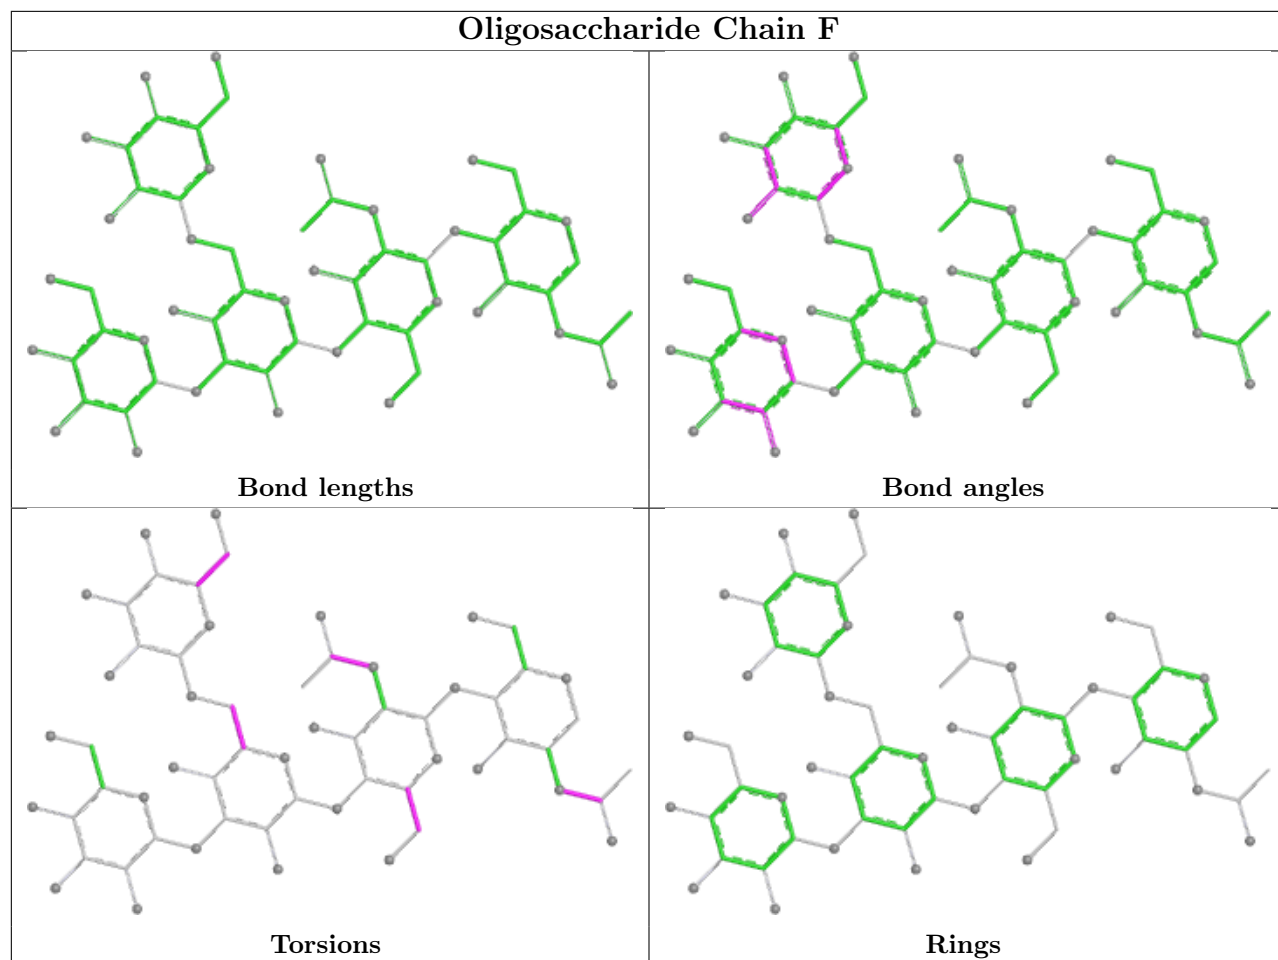 Oligosaccharide Chain F
Bond lengths
Bond angles
Torsions
Rings